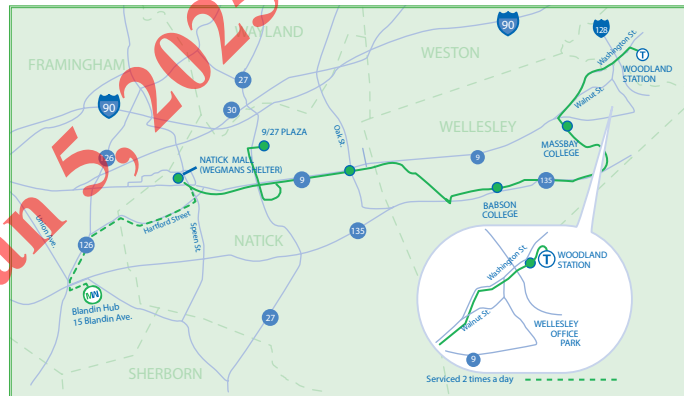 90
128
Washington St.
WAYLAND
WESTON
T
FRAMINGHAM
WOODLAND
STATION
27
90
Walnut St.
30
9/27 PLAZA
Oak St.
WELLESLEY
126
NATICK MALL
(WEGMANS SHELTER)
9
MASSBAY
COLLEGE
9
135
BABSON
COLLEGE
Union Ave.
Hartford Street
Speen St.
126
NATICK
135
Washington St.
T
WOODLAND
STATION
MW
Blandin Hub
15 Blandin Ave.
27
Walnut St.
WELLESLEY
OFFICE
PARK
9
SHERBORN
Serviced 2 times a day
5, 202